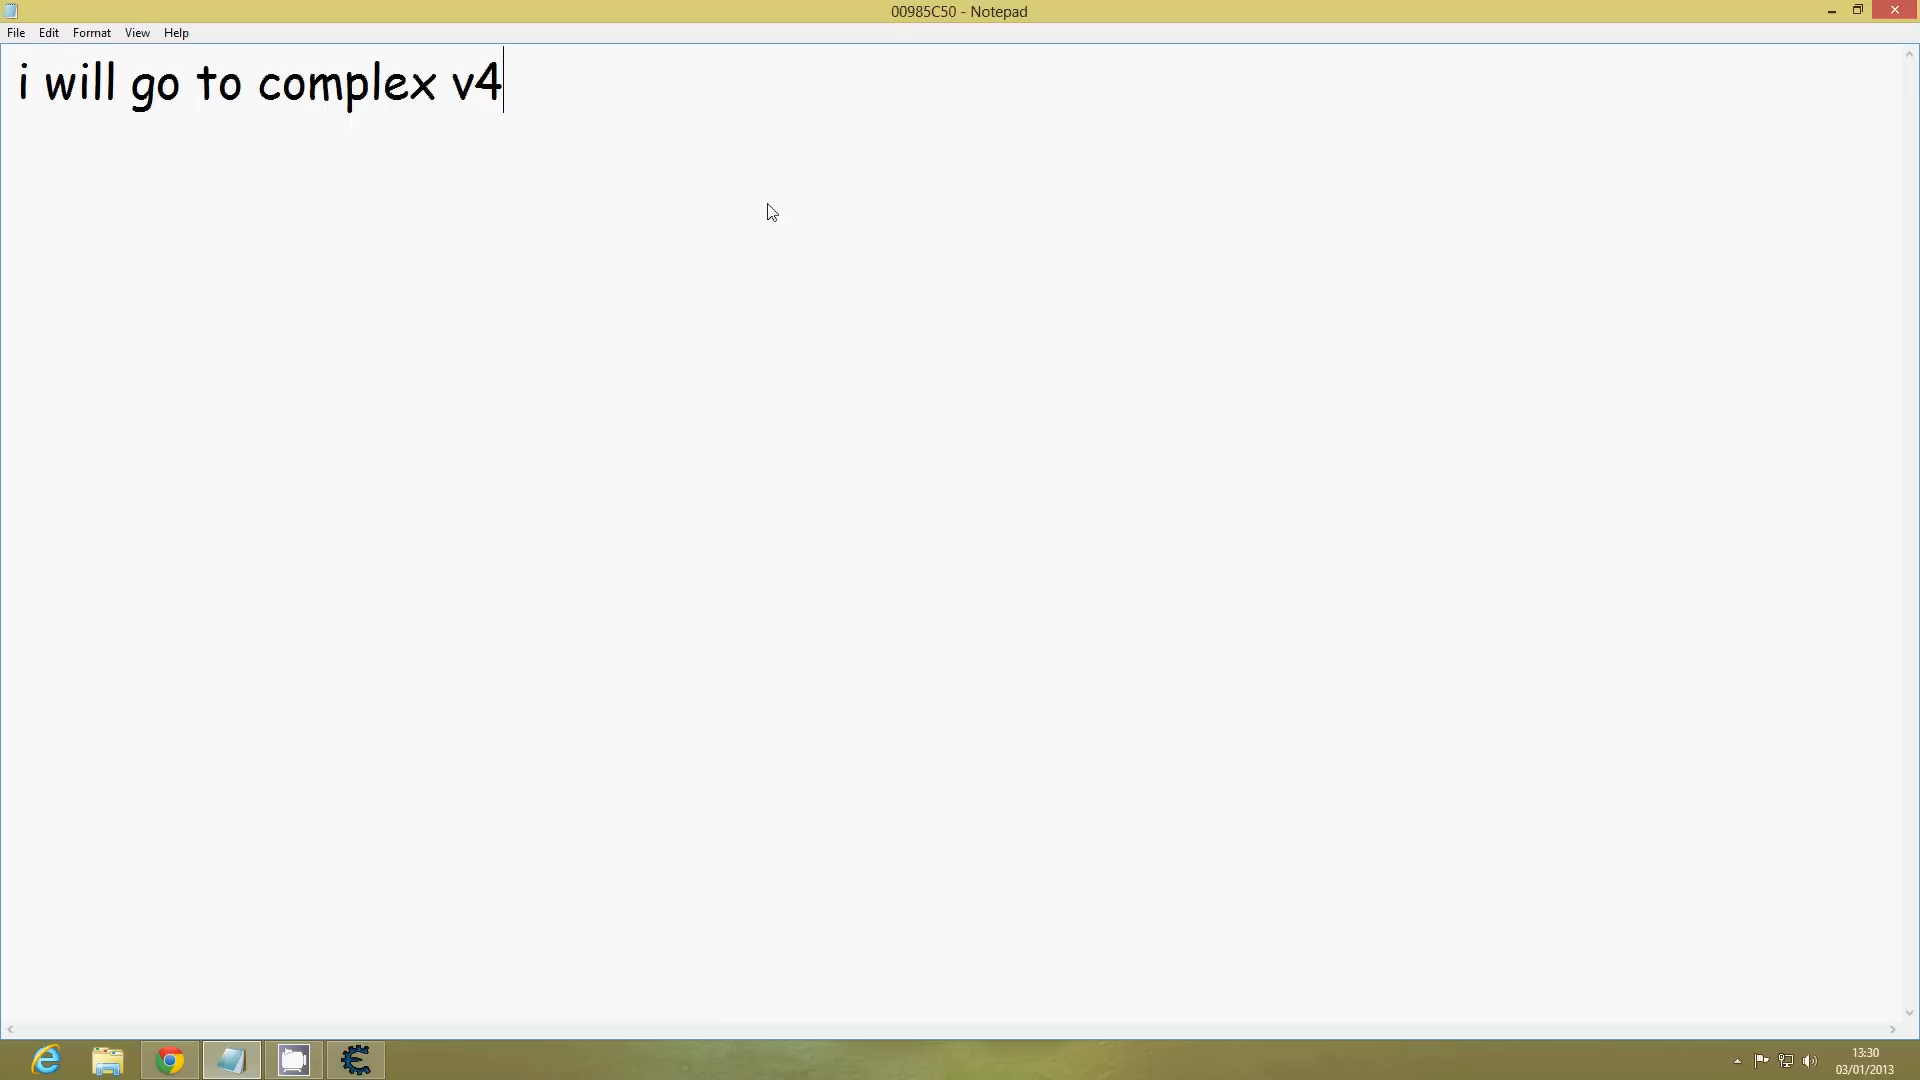 00985C50 - Notepad
File Edit Format View Help
i will go to complex v4
13:30
03/01/2013